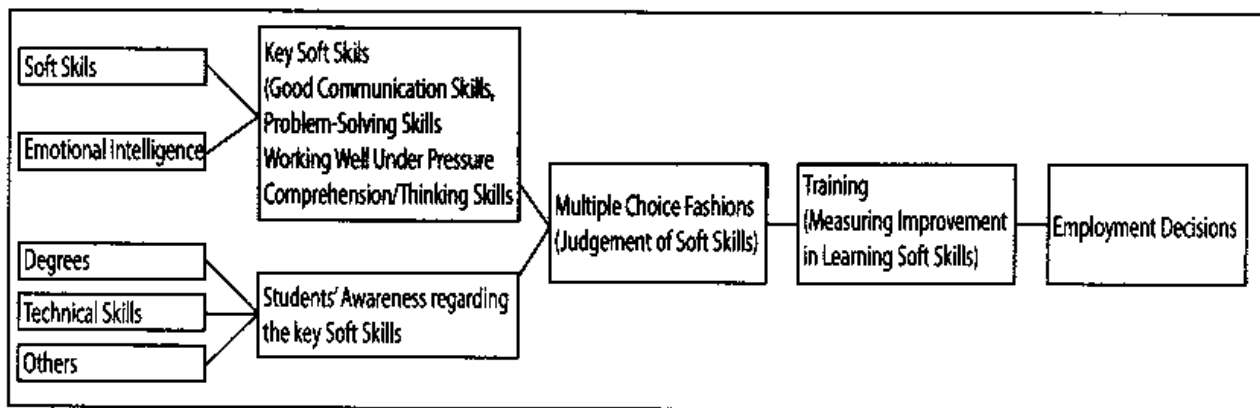 Soft Skils
Emotional Intelligence
Degrees
Technical Skills
Others
Key Soft Skils
(Good Communication Skills,
Problem-Solving Skills
Working Well Under Pressure
Comprehension/Thinking Skills
Students' Awareness regarding
the key Soft Skills
Multiple Choice Fashions
(Judgement of Soft Skills)
Training
(Measuring Improvement
in Learning Soft Skills)
Employment Decisions